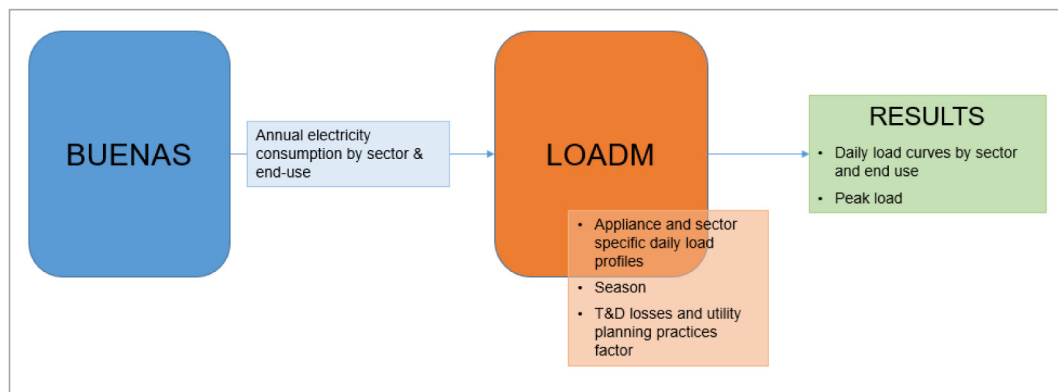 BUENAS
Annual electricity
consumption by sector &
end-use
LOADM
• Appliance and sector
specific daily load
profiles
• Season
• T&D losses and utility
planning practices
factor
RESULTS
• Daily load curves by sector
and end use
• Peak load